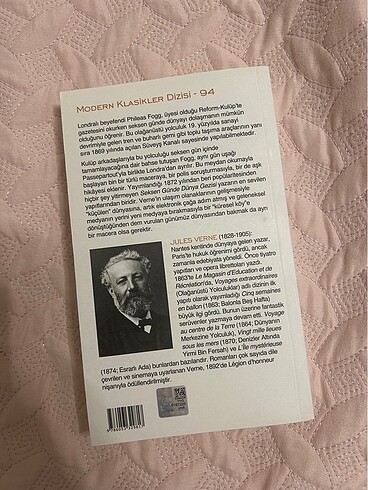 MODERN KLASİKLER DİZİSİ - 94
Londralı beyefendi Phileas Fogg, üyesi olduğu Reform-Kulüp'te
gazetesini okurken seksen günde dünyayı dolaşmanın mümkün
olduğunu öğrenir. Bu olağanüstü yolculuk 19. yüzyılda sanayi
devrimiyle gelen tren ve buharlı gemi gibi toplu taşıma araçlarının yanı
sıra 1869 yılında açılan Süveyş Kanalı sayesinde yapılabilmektedir.
Kulüp arkadaşlarıyla bu yolculuğu seksen gün içinde
tamamlayacağına dair bahse tutuşan Fogg, aynı gün uşağı
Passepartout'yla birlikte Londra'dan ayrılır. Bu meydan okumayla
başlayan bin bir türlü maceraya, bir polis soruşturmasıyla, bir de aşk
hikâyesi eklenir. Yayımlandığı 1872 yılından beri popülaritesinden
hiçbir şey yitirmeyen Seksen Günde Dünya Gezisi yazarın en sevilen
yapıtlarından biridir. Verne'in ulaşım olanaklarının gelişmesiyle
"küçülen" dünyasına, artık elektronik çağa adım atmış ve geleneksel
medyanın yerini yeni medyaya bırakmasıyla bir "küresel köy"e
dönüştüğünden dem vurulan günümüz dünyasından bakmak da ayrı
bir macera olsa gerektir.
JULES VERNE (1828-1905):
Nantes kentinde dünyaya gelen yazar,
Paris'te hukuk öğrenimi gördü, ancak
zamanla edebiyata yöneldi. Önce tiyatro
yapıtları ve opera librettoları yazdı.
1863'te Le Magasin d'Education et de
Récréation'da, Voyages extraordinaires
(Olağanüstü Yolculuklar) adlı dizinin ilk
yapıtı olarak yayımladığı Cinq semaines
en ballon (1863; Balonla Beş Hafta)
büyük ilgi gördü. Bunun üzerine fantastik
serüvenler yazmaya devam etti. Voyage
au centre de la Terre (1864; Dünyanın
Merkezine Yolculuk), Vingt mille lieues
sous les mers (1870; Denizler Altında
Yirmi Bin Fersah) ve L'Île mystérieuse
(1874; Esrarlı Ada) bunlardan bazılarıdır. Romanları çok sayıda dile
çevrilen ve sinemaya uyarlanan Verne, 1892'de Légion d'honneur
nişanıyla ödüllendirilmiştir.